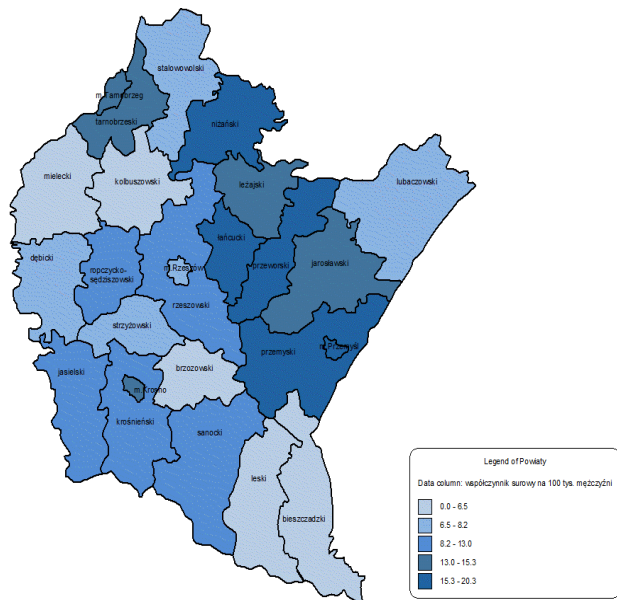 stalowowolski
m.Tarnobrzeg
tarnobrzeski
niżański
mielecki
kolbuszowski
leżajski
lubaczowski
dębicki
ropczycko-
sędziszowski
m.Rzeszów
łańcucki
przeworski
jarosławski
rzeszowski
strzyżowski
przemyski
m.Przemyśl
jasielski
brzozowski
m.Krosno
krośnieński
sanocki
leski
bieszczadzki
Legend of Powiaty
Data column: współczynnik surowy na 100 tys. mężczyźni
0.0 - 6.5
6.5 - 8.2
8.2 - 13.0
13.0 - 15.3
15.3 - 20.3